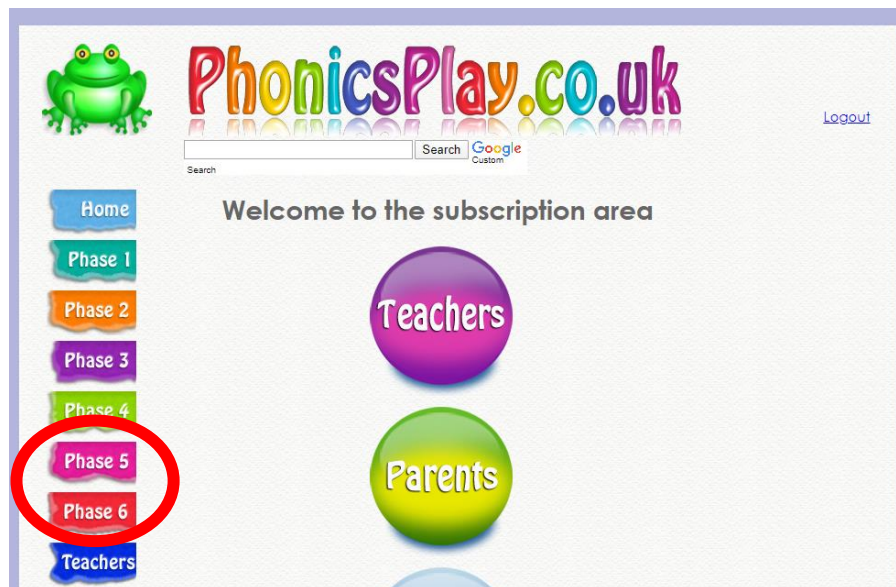 PhonicsPlay.co.uk
Logout
Search Google
Custom
Search
Home
Welcome to the subscription area
Phase 1
Teachers
Phase 2
Phase 3
Phase 4
Phase 5
Parents
Phase 6
Teachers